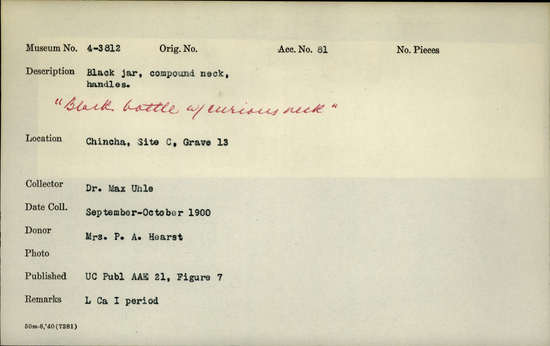 Museum No. 4-3812 Orig. No. Acc. No. 81 No. Pieces
Description Black jar, compound neck,
handles.
"Black bottle w/curious neck"
Location Chincha, Site C, Grave 13
Collector Dr. Max Uhle
Date Coll. September-October 1900
Donor Mrs. P. A. Hearst
Photo
Published UC Publ AAE 21, Figure 7
Remarks L Ca I period
50m-8,'40(7281)